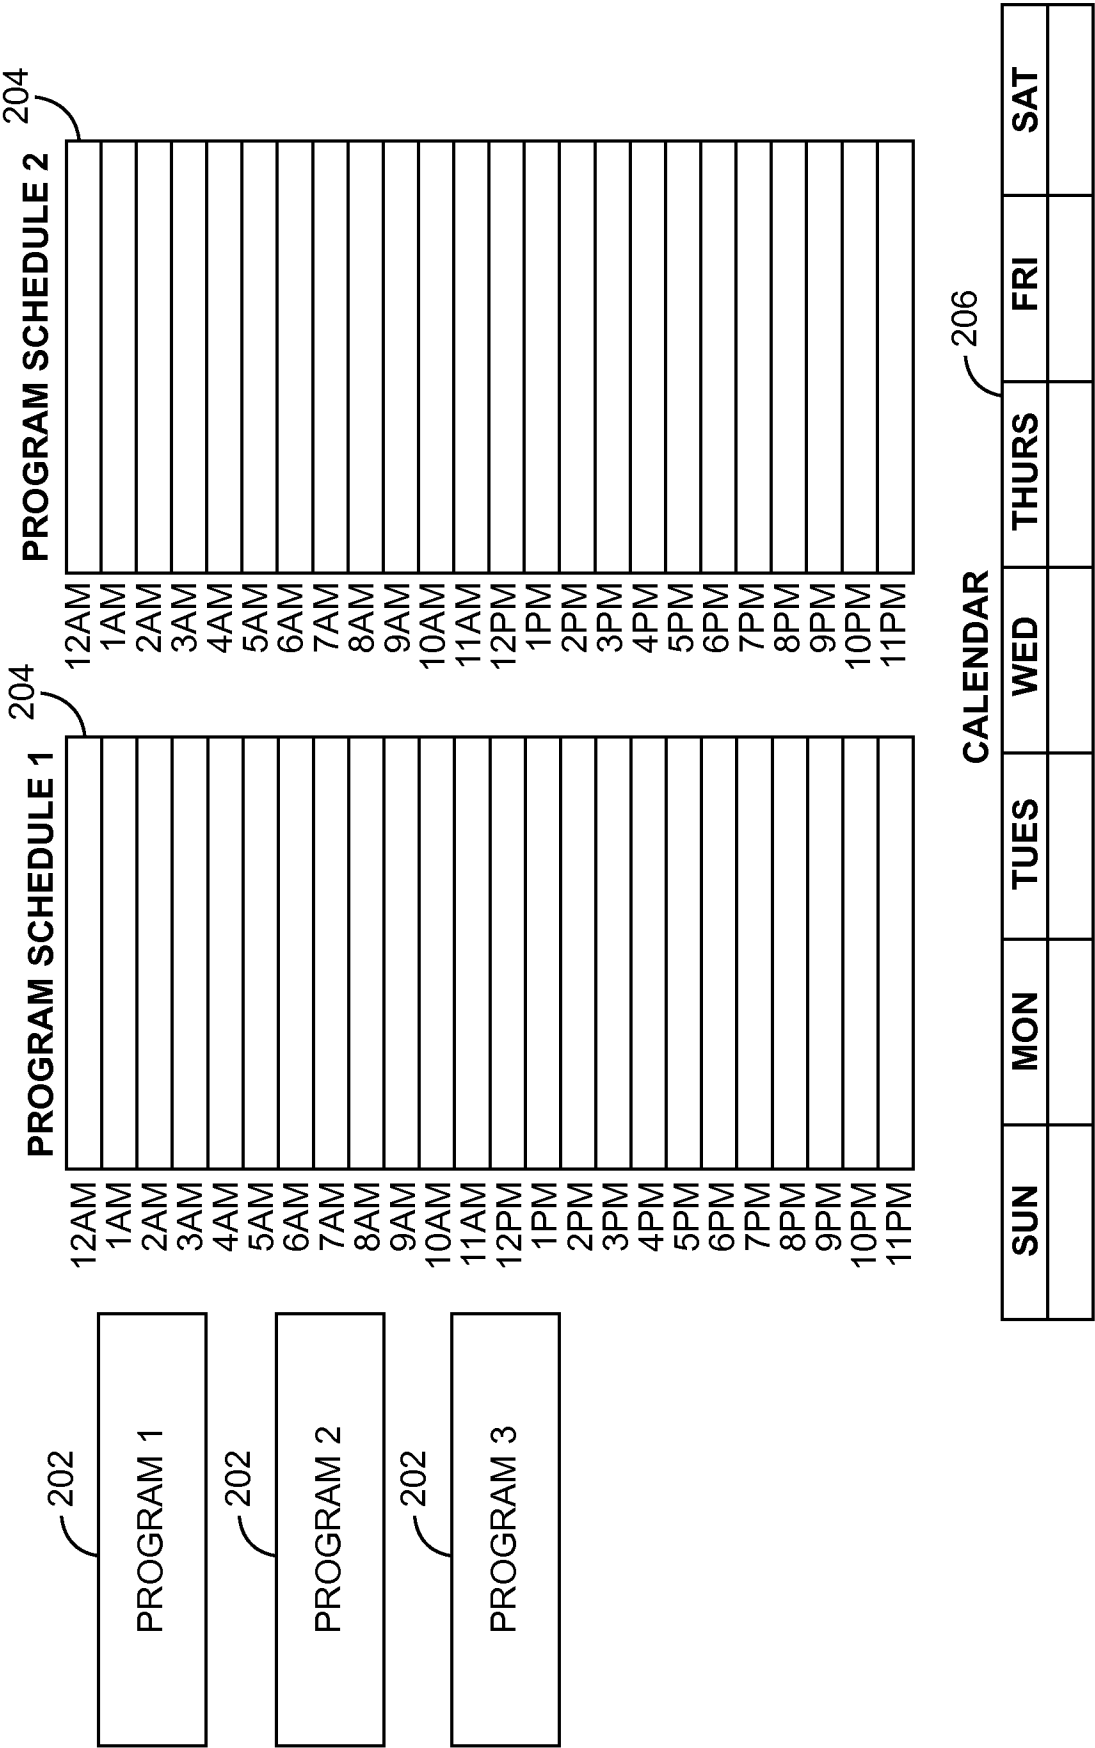 202
PROGRAM 1
202
PROGRAM 2
202
PROGRAM 3
PROGRAM SCHEDULE 1
204
12AM
1AM
2AM
3AM
4AM
5AM
6AM
7AM
8AM
9AM
10AM
11AM
12PM
1PM
2PM
3PM
4PM
5PM
6PM
7PM
8PM
9PM
10PM
11PM
PROGRAM SCHEDULE 2
204
12AM
1AM
2AM
3AM
4AM
5AM
6AM
7AM
8AM
9AM
10AM
11AM
12PM
1PM
2PM
3PM
4PM
5PM
6PM
7PM
8PM
9PM
10PM
11PM
CALENDAR
206
SUN MON TUES WED THURS FRI SAT